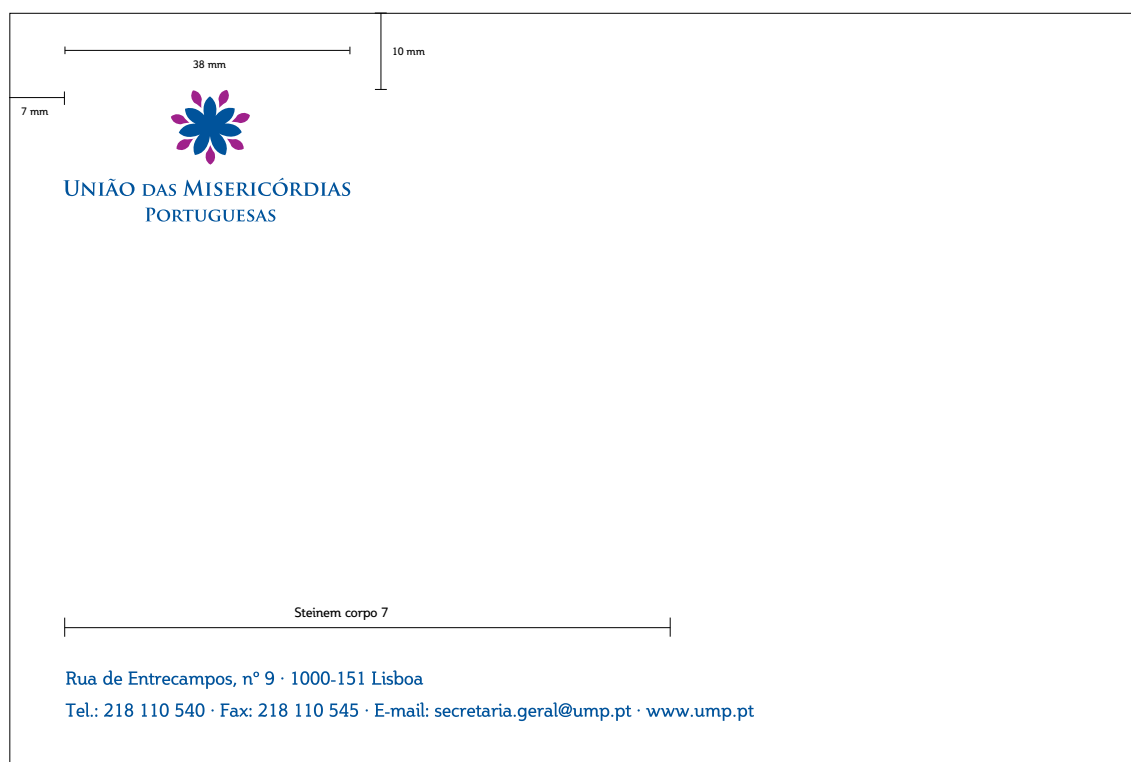 10 mm
38 mm
7 mm
União das Misericórdias
Portuguesas
Steinem corpo 7
Rua de Entrecampos, nº 9 · 1000-151 Lisboa
Tel.: 218 110 540 · Fax: 218 110 545 · E-mail: secretaria.geral@ump.pt · www.ump.pt